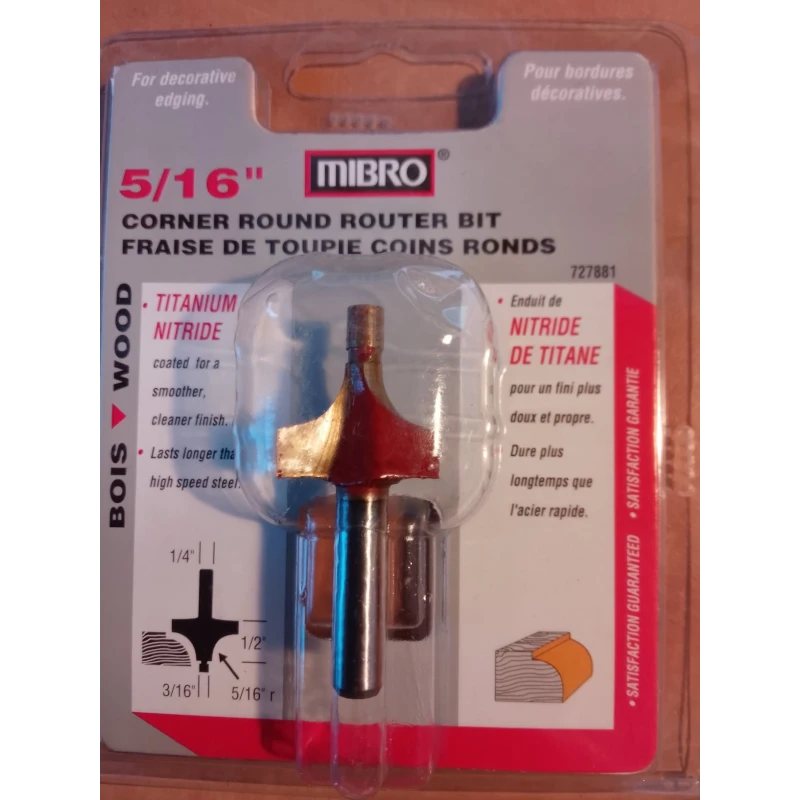 For decorative
edging.
Pour bordures
décoratives.
5/16"
MIBRO®
CORNER ROUND ROUTER BIT
FRAISE DE TOUPIE COINS RONDS
727881
BOIS WOOD
• TITANIUM
NITRIDE
coated for a
smoother,
cleaner finish.
• Lasts longer tha
high speed steel.
• Enduit de
NITRIDE
DE TITANE
pour un fini plus
doux et propre.
• Dure plus
longtemps que
l'acier rapide.
1/4"
1/2"
3/16"
5/16" r
• SATISFACTION GUARANTEED • SATISFACTION GARANTIE